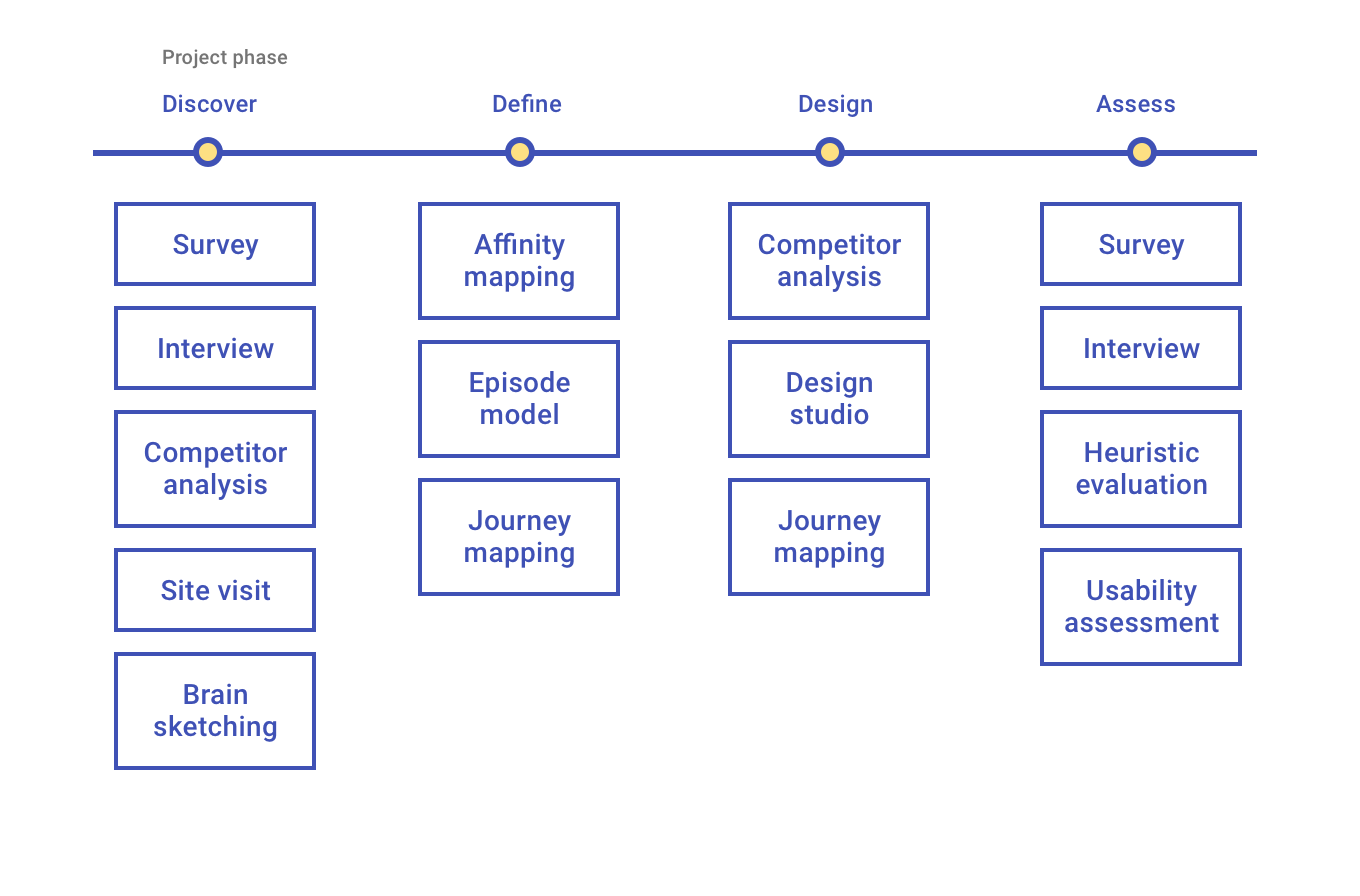 Project phase
Discover
Define
Design
Assess
Survey
Interview
Competitor
analysis
Site visit
Brain
sketching
Affinity
mapping
Episode
model
Journey
mapping
Competitor
analysis
Design
studio
Journey
mapping
Survey
Interview
Heuristic
evaluation
Usability
assessment